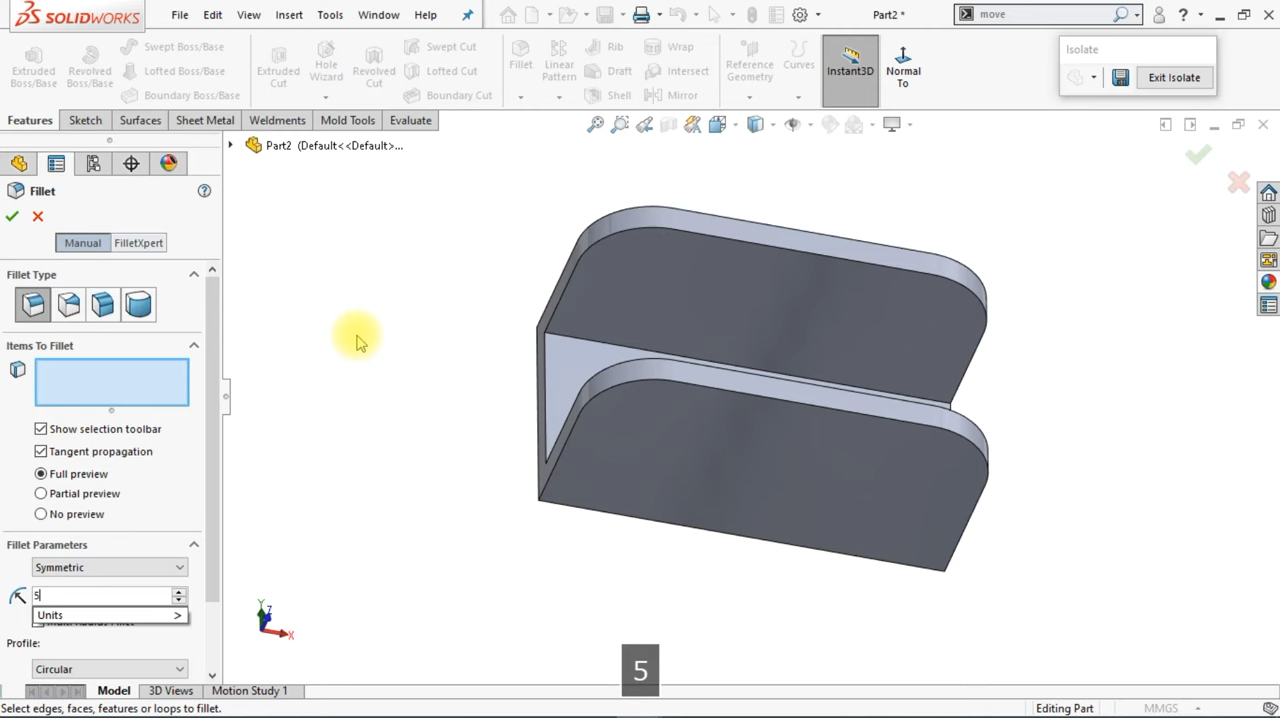 SOLIDWORKS File Edit View Insert Tools Window Help Part2 * move ?
Isolate
Exit Isolate
Extruded Boss/Base
Revolved Boss/Base
Swept Boss/Base
Lofted Boss/Base
Boundary Boss/Base
Extruded Cut
Hole Wizard
Revolved Cut
Swept Cut
Lofted Cut
Boundary Cut
Fillet
Linear Pattern
Rib
Draft
Shell
Wrap
Intersect
Mirror
Reference Geometry
Curves
Instant3D
Normal To
Features Sketch Surfaces Sheet Metal Weldments Mold Tools Evaluate
Part2 (Default<<Default>...
Fillet
Manual FilletXpert
Fillet Type
Items To Fillet
Show selection toolbar
Tangent propagation
Full preview
Partial preview
No preview
Fillet Parameters
Symmetric
5
Units >
Profile:
Circular
Y
Z
X
5
Model 3D Views Motion Study 1
Select edges, faces, features or loops to fillet. Editing Part MMGS